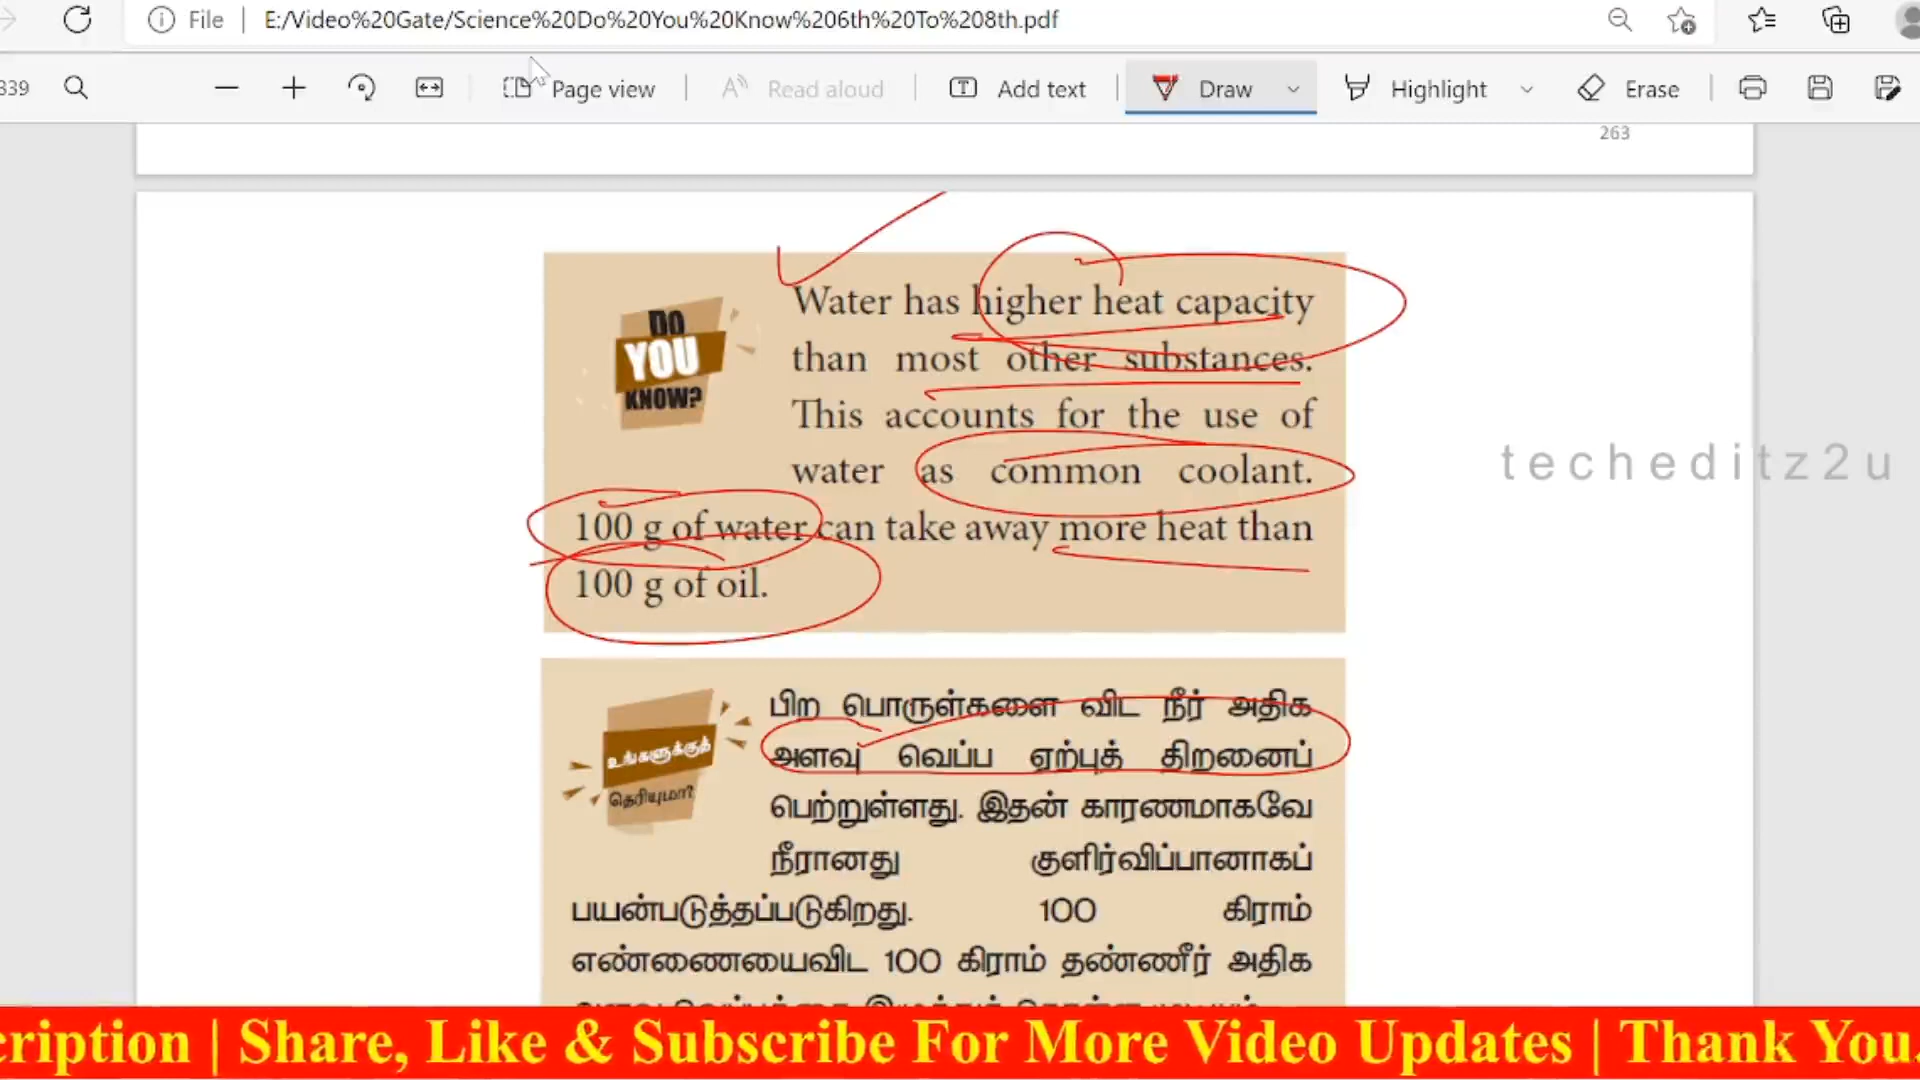 File | E:/Video%20Gate/Science%20Do%20You%20Know%206th%20To%208th.pdf
339 Page view Read aloud Add text Draw Highlight Erase
263
Water has higher heat capacity
than most other substances.
This accounts for the use of
water as common coolant.
100 g of water can take away more heat than
100 g of oil.
DO
YOU
KNOW?
techeditz2u
பிற பொருள்களை விட நீர் அதிக
அளவு வெப்ப ஏற்புத் திறனைப்
பெற்றுள்ளது. இதன் காரணமாகவே
நீரானது குளிர்விப்பானாகப்
பயன்படுத்தப்படுகிறது. 100 கிராம்
எண்ணையைவிட 100 கிராம் தண்ணீர் அதிக
உங்களுக்குத்
தெரியுமா?
cription | Share, Like & Subscribe For More Video Updates | Thank You.